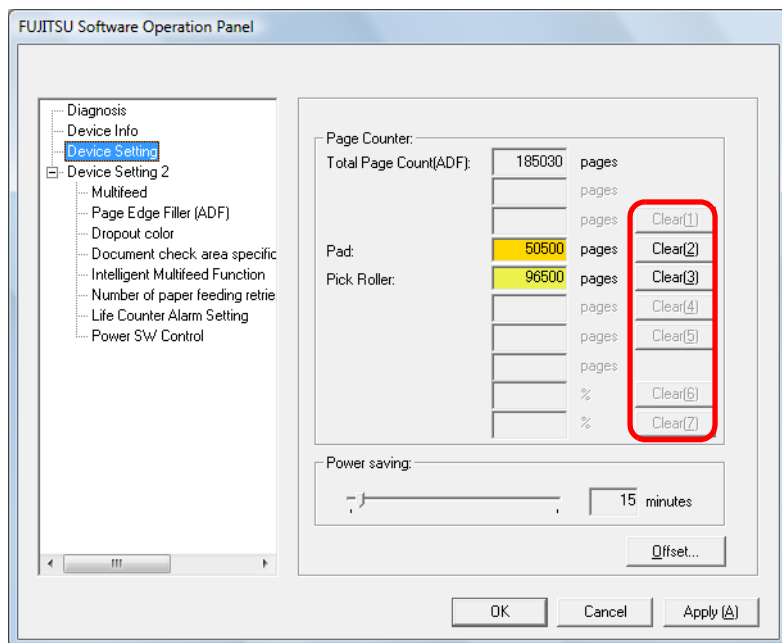 FUJITSU Software Operation Panel
Diagnosis
Device Info
Device Setting
Device Setting 2
Multifeed
Page Edge Filler (ADF)
Dropout color
Document check area specific
Intelligent Multifeed Function
Number of paper feeding retrie
Life Counter Alarm Setting
Power SW Control
Page Counter:
Total Page Count(ADF): 185030 pages
pages
pages Clear(1)
Pad: 50500 pages Clear(2)
Pick Roller: 96500 pages Clear(3)
pages Clear(4)
pages Clear(5)
pages
% Clear(6)
% Clear(7)
Power saving:
15 minutes
Offset...
OK Cancel Apply (A)